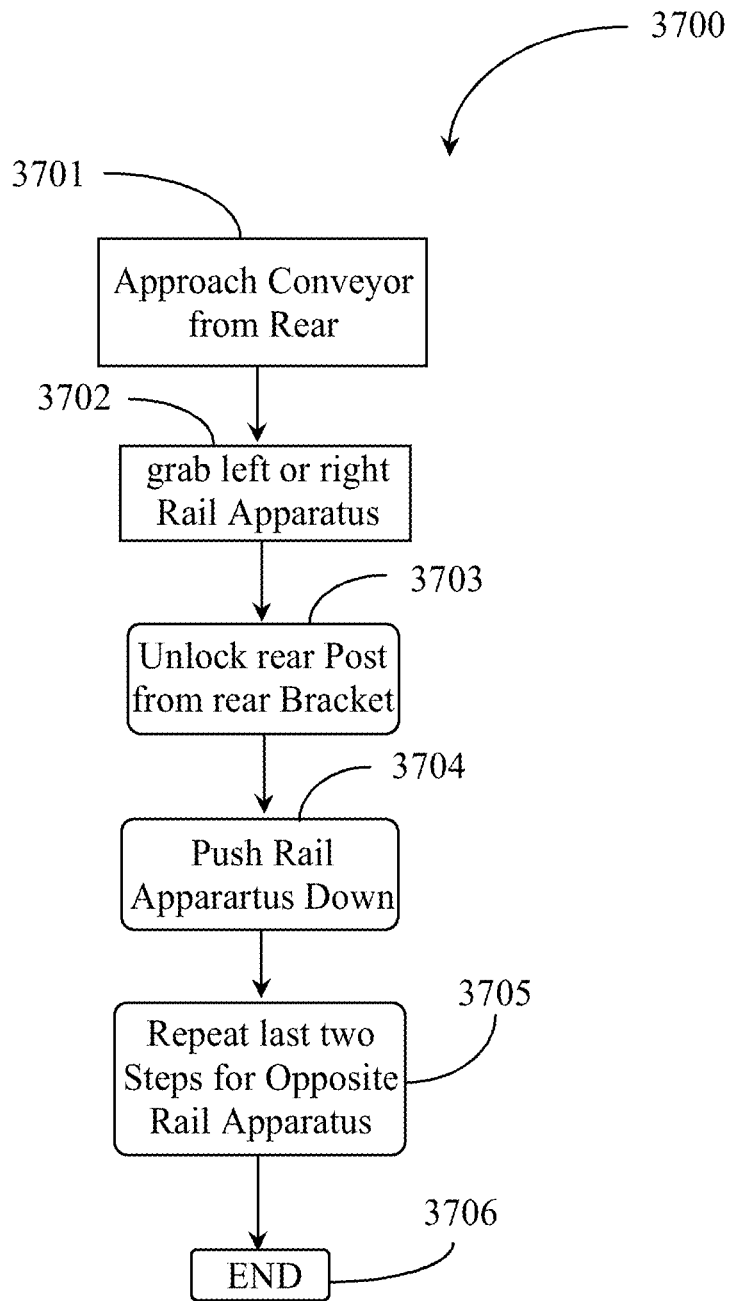 3700
3701
Approach Conveyor
from Rear
3702
grab left or right
Rail Apparatus
3703
Unlock rear Post
from rear Bracket
3704
Push Rail
Apparartus Down
3705
Repeat last two
Steps for Opposite
Rail Apparatus
3706
END